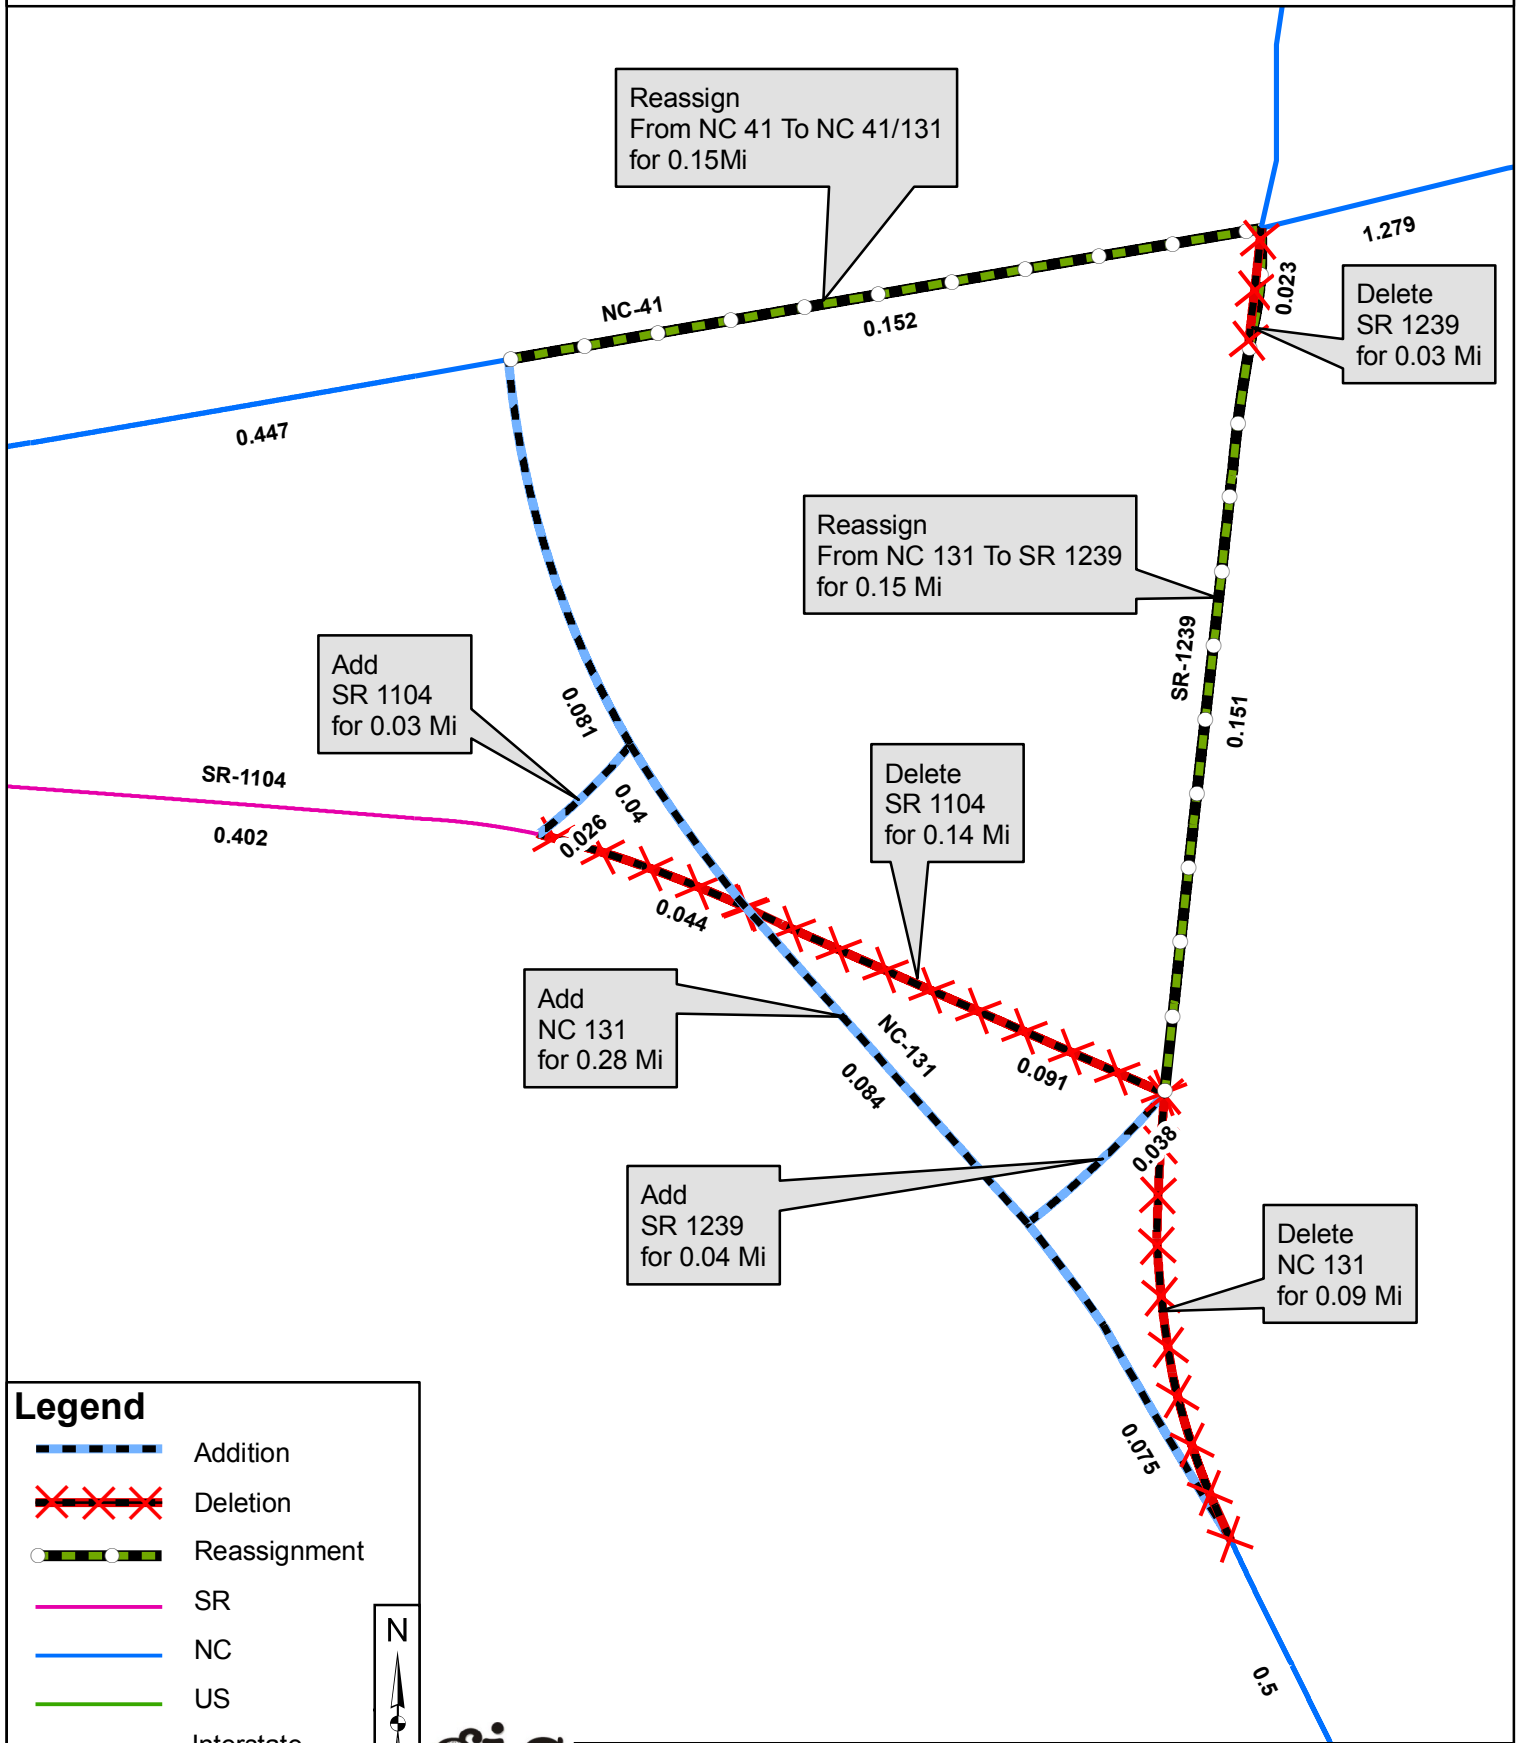 Reassign
From NC 41 To NC 41/131
for 0.15Mi
1.279
0.023
Delete
SR 1239
for 0.03 Mi
NC-41
0.152
0.447
Reassign
From NC 131 To SR 1239
for 0.15 Mi
SR-1239
0.151
Add
SR 1104
for 0.03 Mi
0.081
SR-1104
0.402
0.04
0.026
0.044
Delete
SR 1104
for 0.14 Mi
Add
NC 131
for 0.28 Mi
NC-131
0.084
0.091
0.038
Add
SR 1239
for 0.04 Mi
Delete
NC 131
for 0.09 Mi
0.075
0.5
Legend
Addition
Deletion
Reassignment
SR
NC
US
Interstate
N